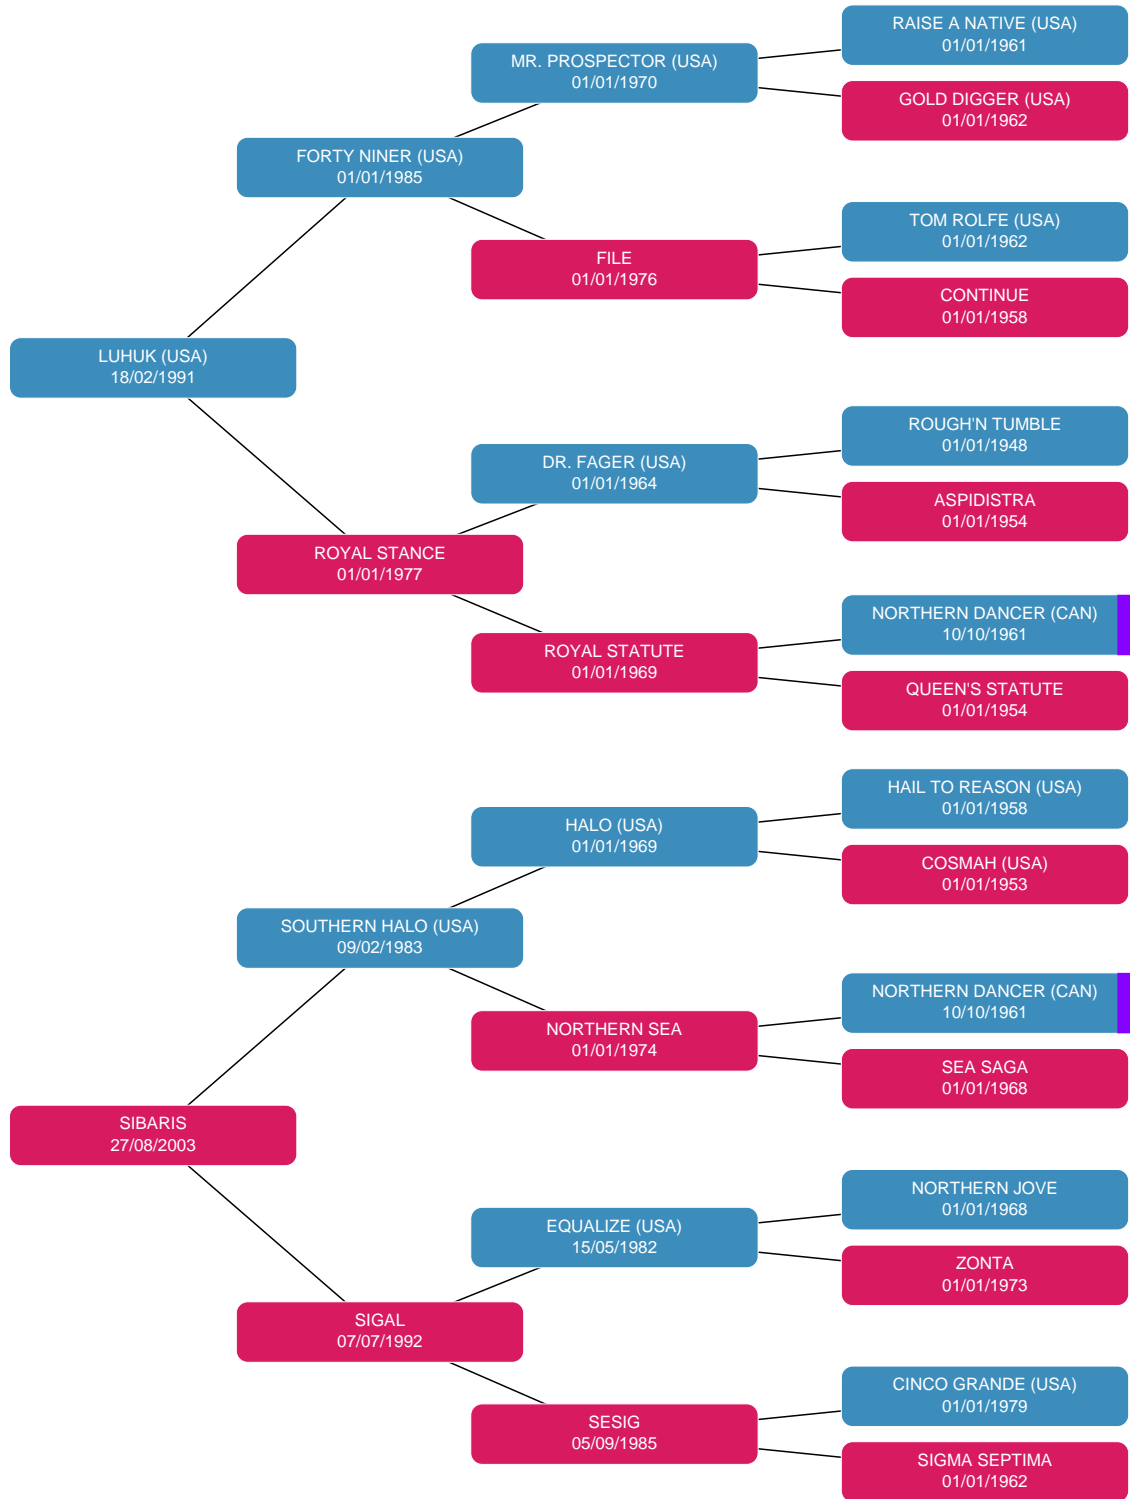 RAISE A NATIVE (USA)
01/01/1961
MR. PROSPECTOR (USA)
01/01/1970
GOLD DIGGER (USA)
01/01/1962
FORTY NINER (USA)
01/01/1985
TOM ROLFE (USA)
01/01/1962
FILE
01/01/1976
CONTINUE
01/01/1958
LUHUK (USA)
18/02/1991
ROUGH'N TUMBLE
01/01/1948
DR. FAGER (USA)
01/01/1964
ASPIDISTRA
01/01/1954
ROYAL STANCE
01/01/1977
NORTHERN DANCER (CAN)
10/10/1961
ROYAL STATUTE
01/01/1969
QUEEN'S STATUTE
01/01/1954
HAIL TO REASON (USA)
01/01/1958
HALO (USA)
01/01/1969
COSMAH (USA)
01/01/1953
SOUTHERN HALO (USA)
09/02/1983
NORTHERN DANCER (CAN)
10/10/1961
NORTHERN SEA
01/01/1974
SEA SAGA
01/01/1968
SIBARIS
27/08/2003
NORTHERN JOVE
01/01/1968
EQUALIZE (USA)
15/05/1982
ZONTA
01/01/1973
SIGAL
07/07/1992
CINCO GRANDE (USA)
01/01/1979
SESIG
05/09/1985
SIGMA SEPTIMA
01/01/1962